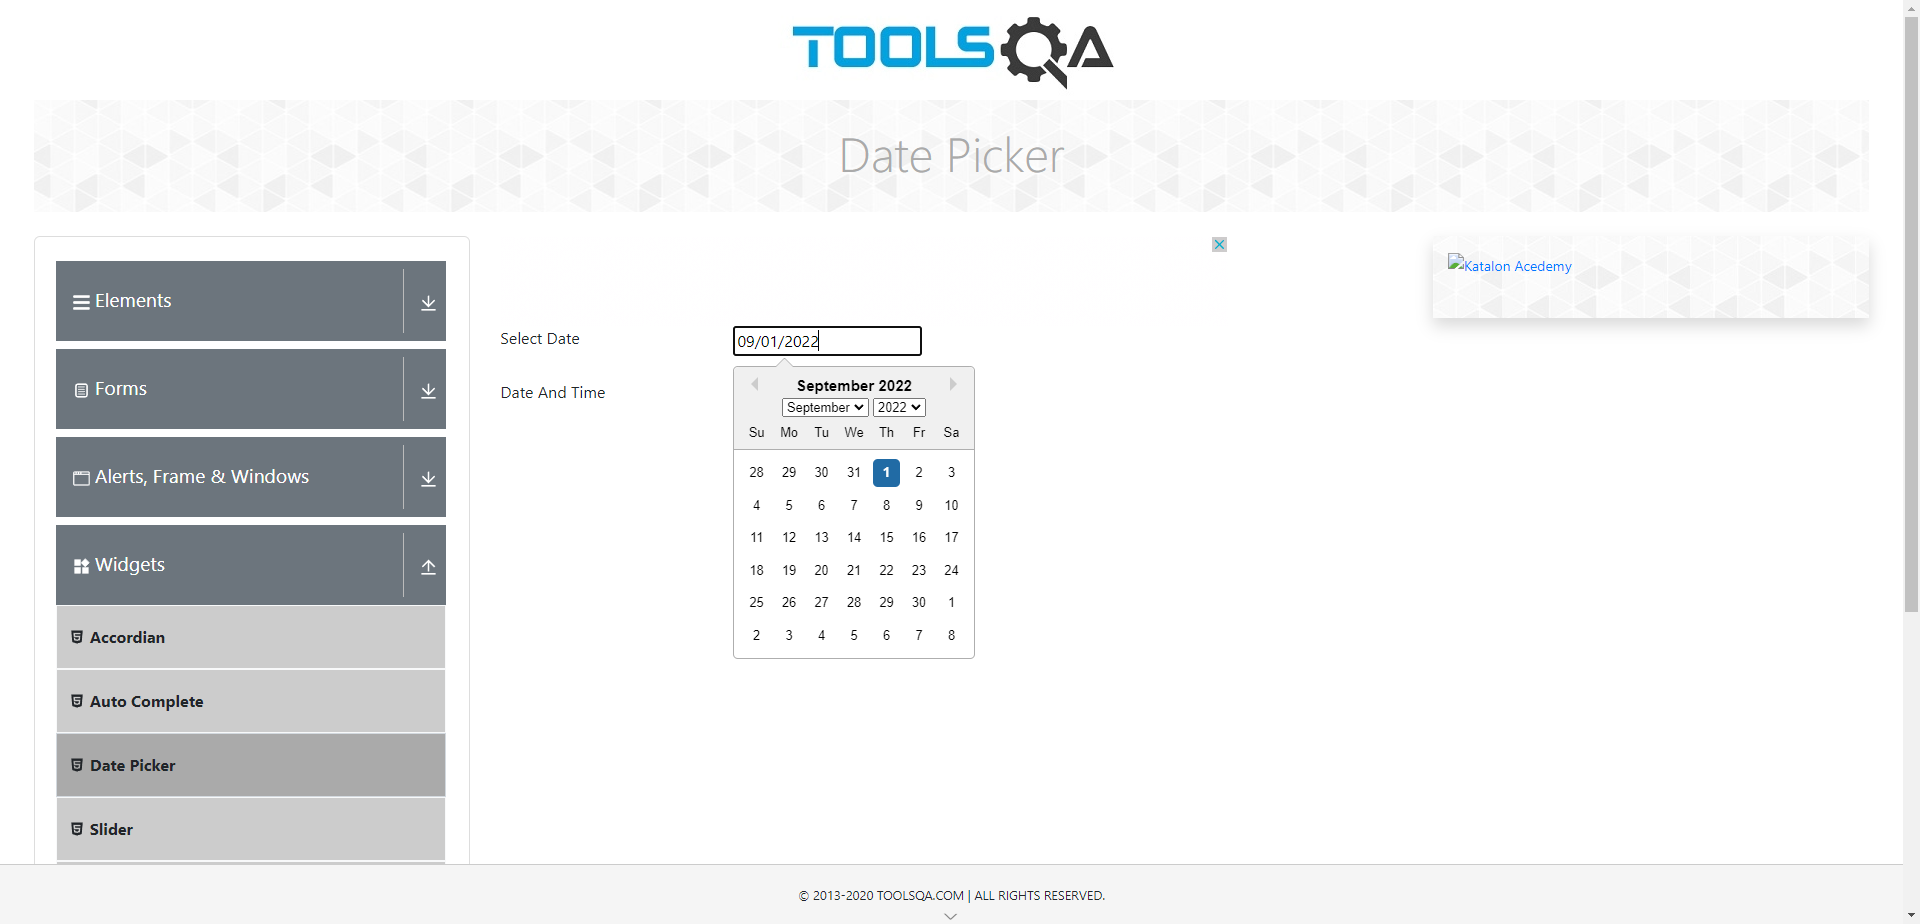 TOOLSQA
Date Picker
Elements
Forms
Alerts, Frame & Windows
Widgets
Accordian
Auto Complete
Date Picker
Slider
Select Date
09/01/2022
Date And Time
September 2022
September 2022
Su Mo Tu We Th Fr Sa
28 29 30 31 1 2 3
4 5 6 7 8 9 10
11 12 13 14 15 16 17
18 19 20 21 22 23 24
25 26 27 28 29 30 1
2 3 4 5 6 7 8
Katalon Acedemy
© 2013-2020 TOOLSQA.COM | ALL RIGHTS RESERVED.